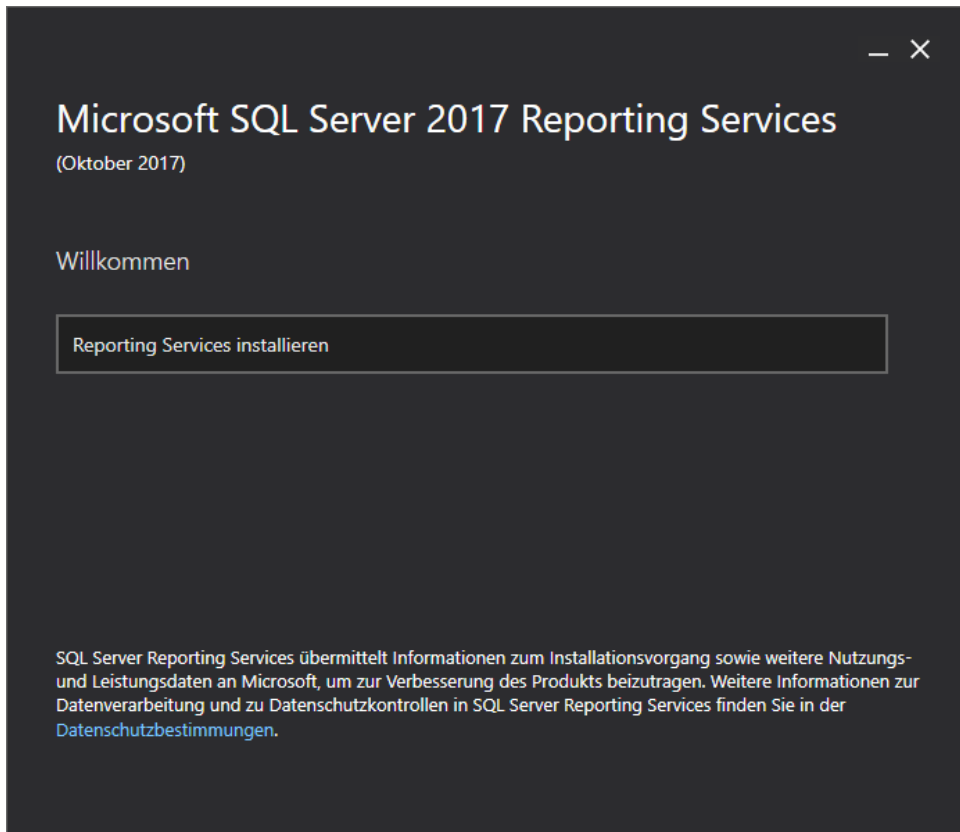 Microsoft SQL Server 2017 Reporting Services
(Oktober 2017)
Willkommen
Reporting Services installieren
SQL Server Reporting Services übermittelt Informationen zum Installationsvorgang sowie weitere Nutzungs-
und Leistungsdaten an Microsoft, um zur Verbesserung des Produkts beizutragen. Weitere Informationen zur
Datenverarbeitung und zu Datenschutzkontrollen in SQL Server Reporting Services finden Sie in der
Datenschutzbestimmungen.